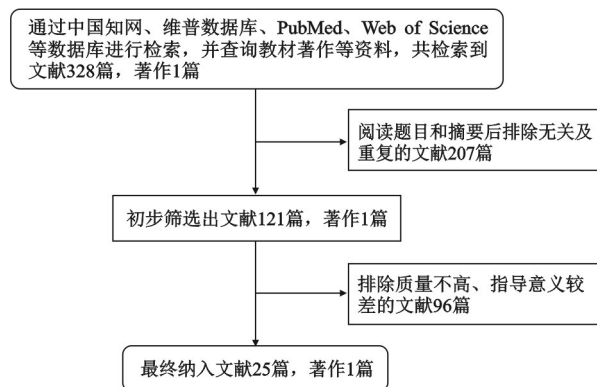 通过中国知网、维普数据库、PubMed、Web of Science
等数据库进行检索，并查询教材著作等资料，共检索到
文献328篇，著作1篇
阅读题目和摘要后排除无关及
重复的文献207篇
初步筛选出文献121篇，著作1篇
排除质量不高、指导意义较
差的文献96篇
最终纳入文献25篇，著作1篇